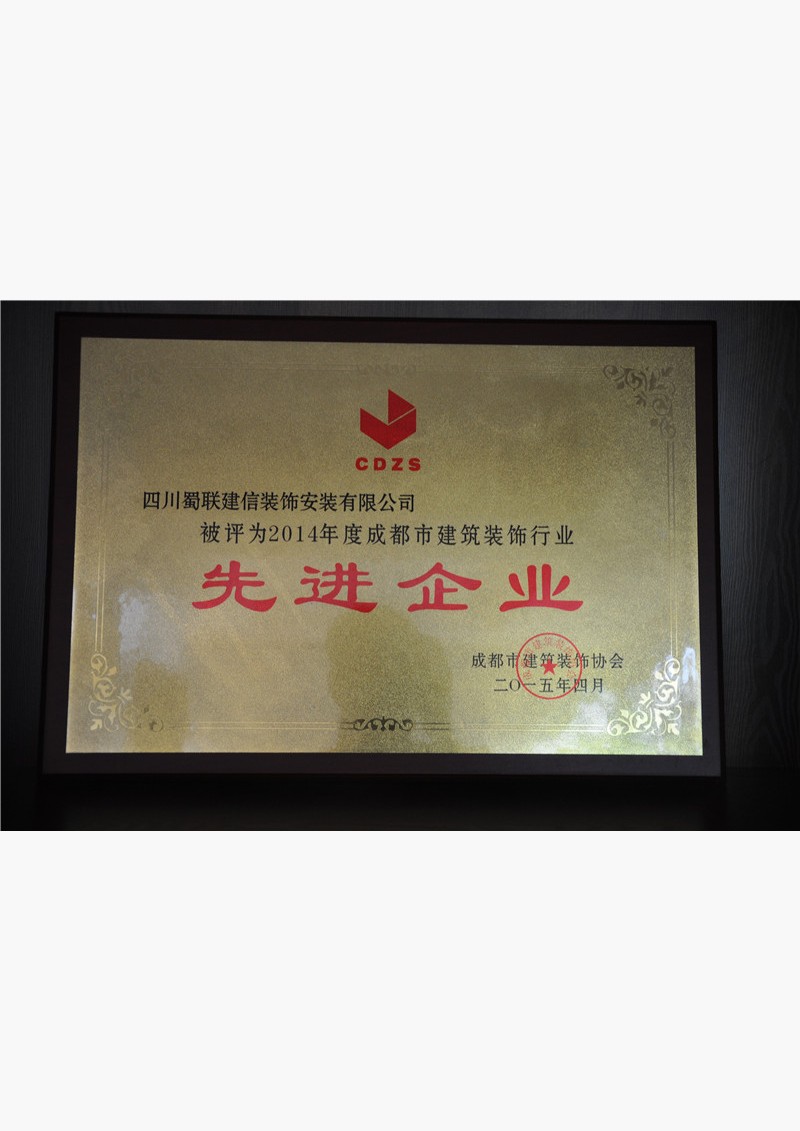 CDZS
四川蜀联建信装饰安装有限公司
被评为2014年度成都市建筑装饰行业
先进企业
成都市建筑装饰协会
二〇一五年四月